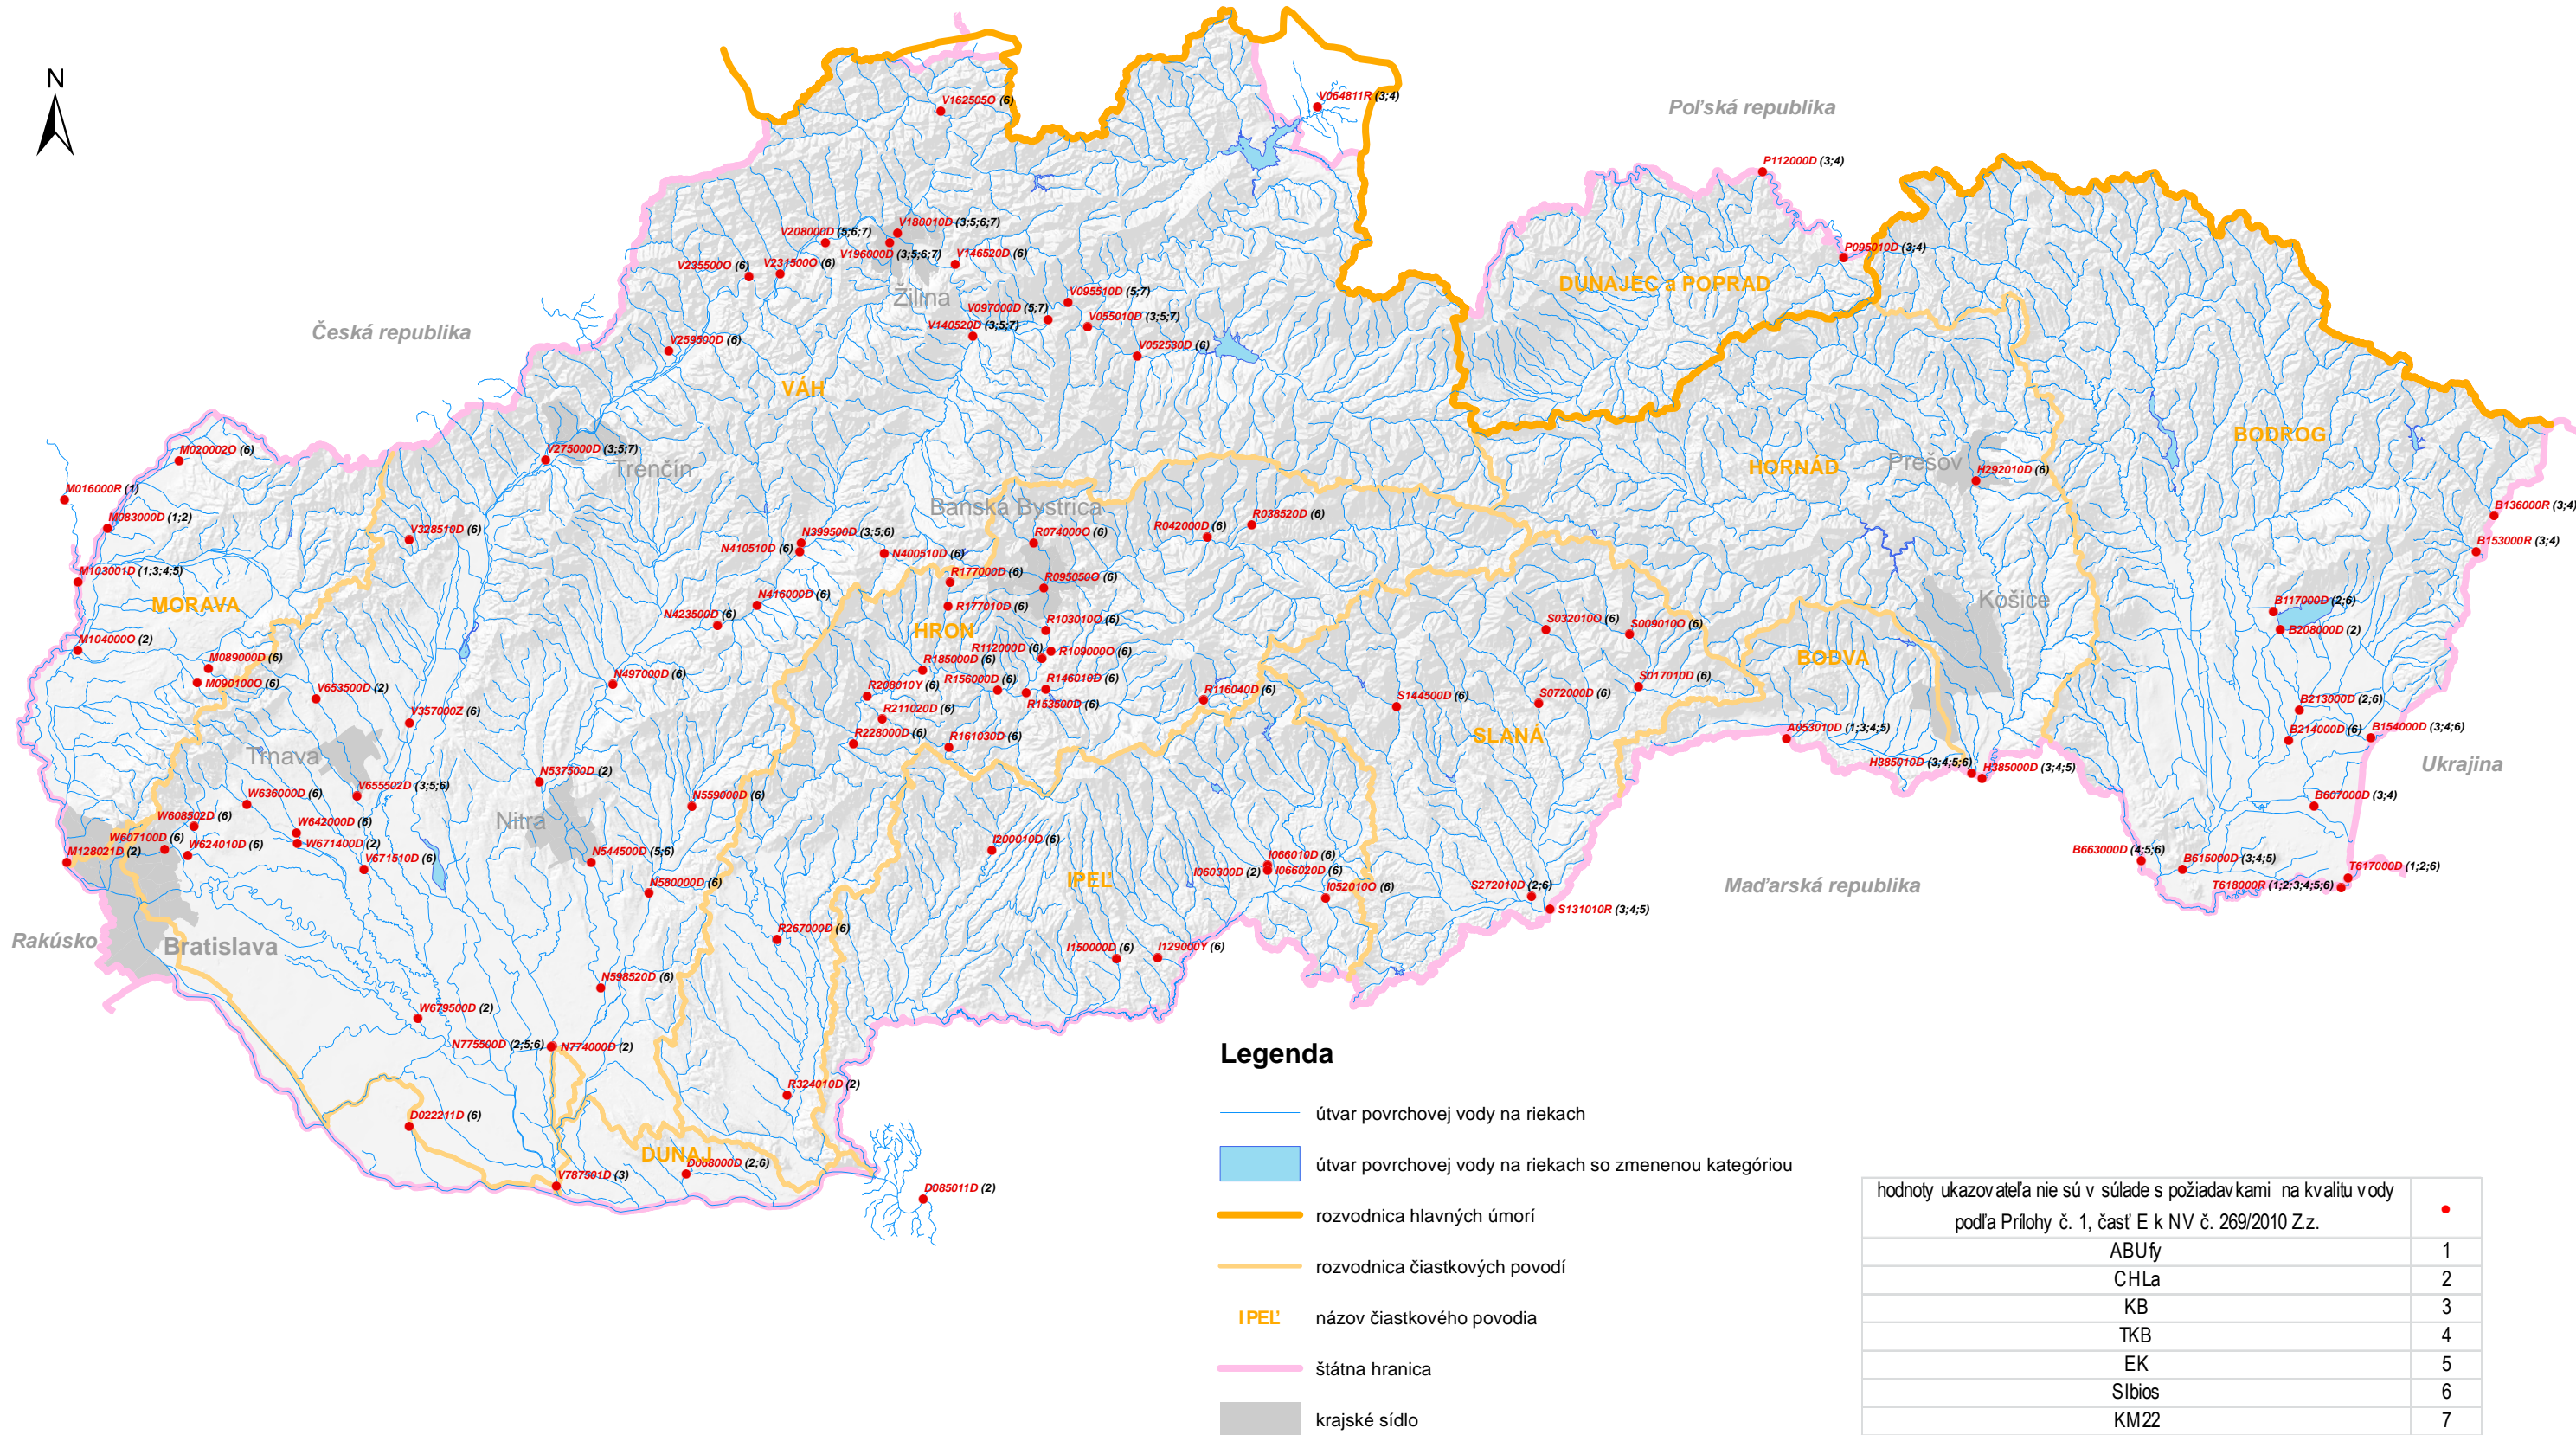 N
V162505O (6)
V064811R (3;4)
Poľská republika
P112000D (3;4)
V180010D (3;5;6;7)
V208000D (5;6;7)
V196000D (3;5;6;7)
V146520D (6)
V235500O (6)
V231500O (6)
P095010D (3;4)
DUNAJEC a POPRAD
Žilina
V095510D (5;7)
V097000D (5;7)
V055010D (3;5;7)
V140520D (3;5;7)
Česká republika
V259500D (6)
V052530D (6)
VÁH
M020002O (6)
V275000D (3;5;7)
Trenčín
BODROG
HORNÁD
Prešov
H292010D (6)
M016000R (1)
M083000D (1;2)
Banská Bystrica
B136000R (3;4)
V328510D (6)
N399500D (3;5;6)
N410510D (6)
N400510D (6)
R074000O (6)
R042000D (6)
R038520D (6)
B153000R (3;4)
M103001D (1;3;4;5)
R177000D (6)
R095050O (6)
MORAVA
N416000D (6)
R177010D (6)
Košice
B117000D (2;6)
N423500D (6)
HRON
R103010O (6)
S032010O (6)
S009010O (6)
B208000D (2)
M104000O (2)
R112000D (6)
R109000O (6)
BODVA
M089000D (6)
M090100O (6)
R185000D (6)
N497000D (6)
R156000D (6)
R146010D (6)
V653500D (2)
R208010Y (6)
R153500D (6)
R116040D (6)
S144500D (6)
S072000D (6)
S017010D (6)
V357000Z (6)
R211020D (6)
B213000D (2;6)
R228000D (6)
R161030D (6)
SLANÁ
A053010D (1;3;4;5)
B214000D (6)
B154000D (3;4;6)
Trnava
Ukrajina
H385010D (3;4;5;6)
H385000D (3;4;5)
N537500D (2)
V655502D (3;5;6)
W636000D (6)
N559000D (6)
B607000D (3;4)
W608502D (6)
W642000D (6)
Nitra
W607100D (6)
W671400D (2)
M128021D (2)
W624010D (6)
V671510D (6)
N544500D (5;6)
I200010D (6)
I066010D (6)
I060300D (2)
I066020D (6)
B663000D (4;5;6)
B615000D (3;4;5)
T617000D (1;2;6)
T618000R (1;2;3;4;5;6)
N580000D (6)
IPEĽ
I052010O (6)
S272010D (2;6)
Maďarská republika
S131010R (3;4;5)
Rakúsko
Bratislava
R267000D (6)
I150000D (6)
I129000Y (6)
N598520D (6)
W679500D (2)
N775500D (2;5;6)
N774000D (2)
R324010D (2)
D022211D (6)
DUNAJ
D068000D (2;6)
V787501D (3)
D085011D (2)
Legenda
útvar povrchovej vody na riekach
útvar povrchovej vody na riekach so zmenenou kategóriou
rozvodnica hlavných úmorí
rozvodnica čiastkových povodí
IPEĽ názov čiastkového povodia
štátna hranica
krajské sídlo
hodnoty ukazovateľa nie sú v súlade s požiadavkami na kvalitu vody
podľa Prílohy č. 1, časť E k NV č. 269/2010 Z.z.
ABUfy 1
CHLa 2
KB 3
TKB 4
EK 5
SIbios 6
KM22 7